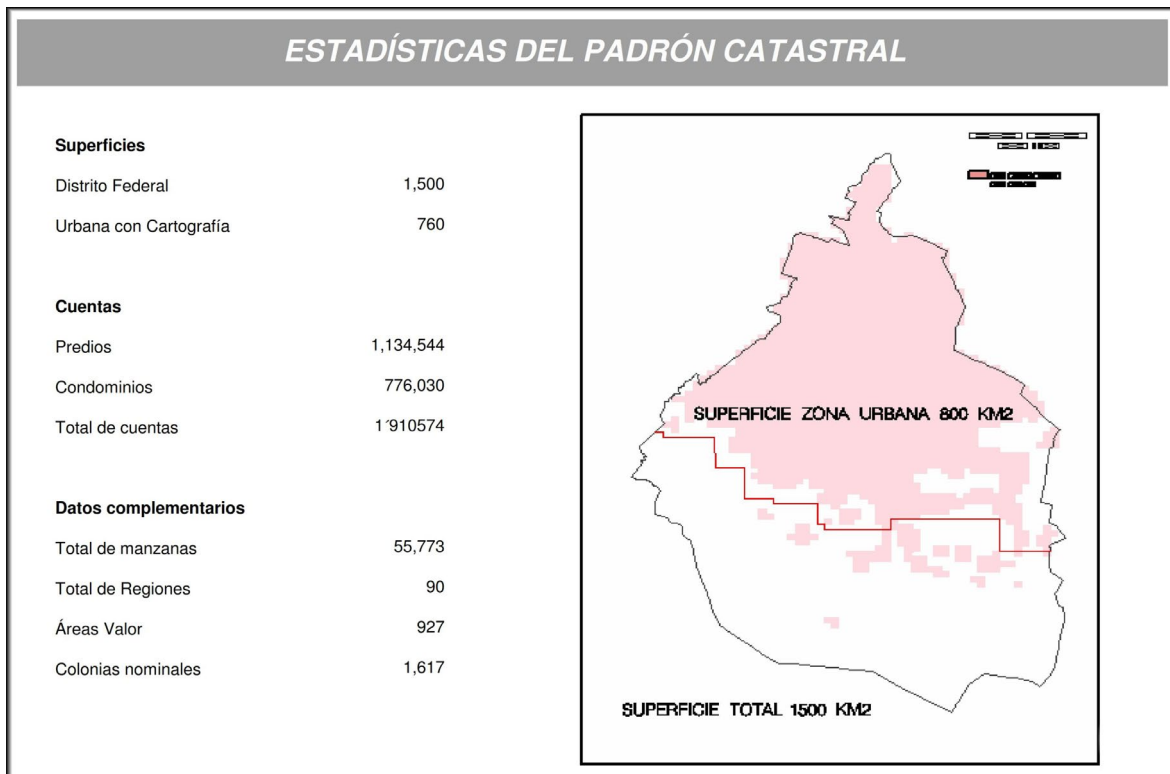 ESTADÍSTICAS DEL PADRÓN CATASTRAL
Superficies
Distrito Federal 1,500
Urbana con Cartografía 760
Cuentas
Predios 1,134,544
Condominios 776,030
Total de cuentas 1´910574
Datos complementarios
Total de manzanas 55,773
Total de Regiones 90
Áreas Valor 927
Colonias nominales 1,617
SUPERFICIE ZONA URBANA 800 KM2
SUPERFICIE TOTAL 1500 KM2